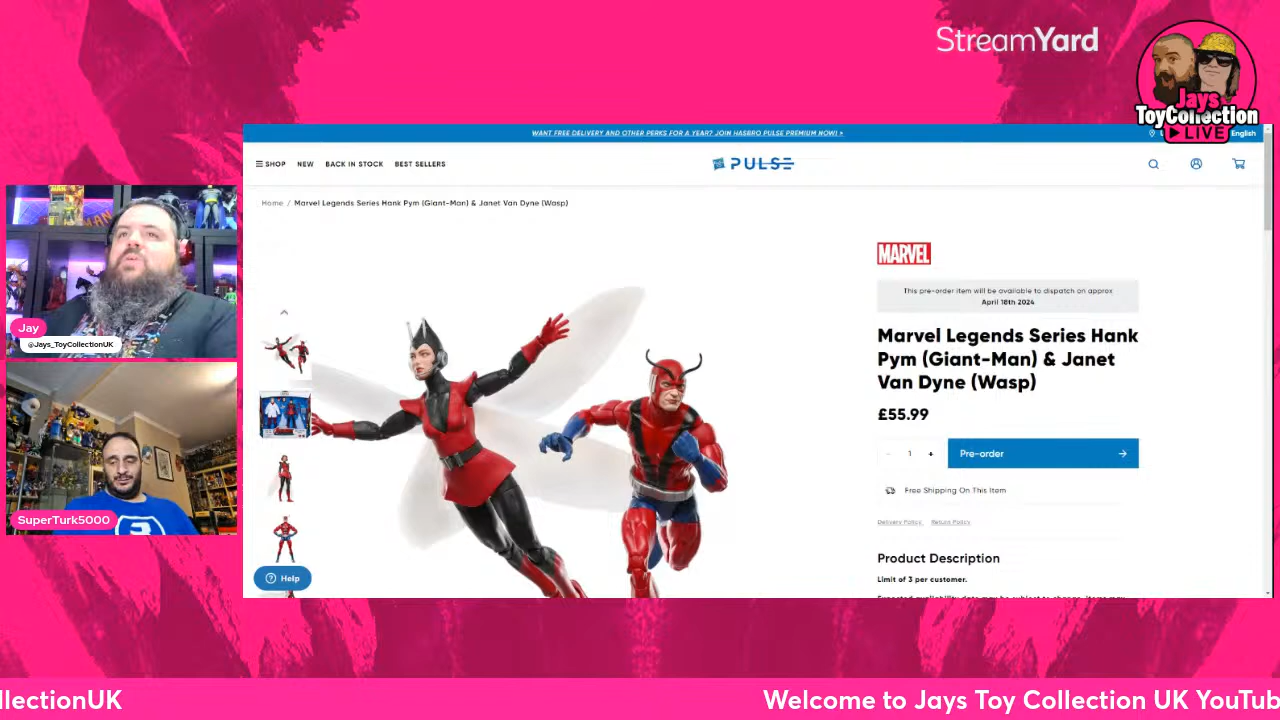 StreamYard
Jays
ToyCollection
LIVE
WANT FREE DELIVERY AND OTHER PERKS FOR A YEAR? JOIN HASBRO PULSE PREMIUM NOW! >
English
SHOP NEW BACK IN STOCK BEST SELLERS
PULSE
Home / Marvel Legends Series Hank Pym (Giant-Man) & Janet Van Dyne (Wasp)
MARVEL
This pre-order item will be available to dispatch on approx
April 18th 2024
Marvel Legends Series Hank
Pym (Giant-Man) & Janet
Van Dyne (Wasp)
£55.99
- 1 +
Pre-order
Free Shipping On This Item
Delivery Policy Return Policy
Product Description
Limit of 3 per customer.
Help
Jay
@Jays_ToyCollectionUK
SuperTurk5000
llectionUK
Welcome to Jays Toy Collection UK YouTub